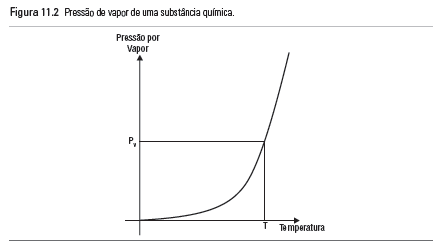 Figura 11.2 Pressão de vapor de uma substância química.
Pressão por
Vapor
Pv
T
Temperatura